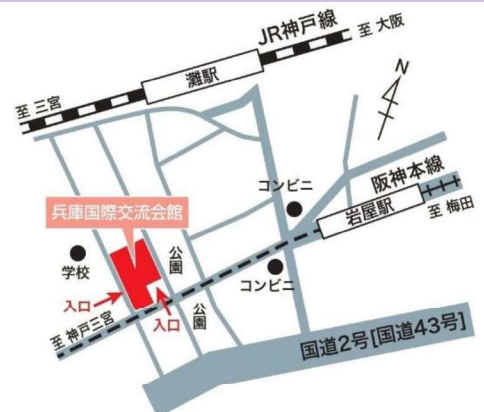 JR神戸線
至 大阪
灘駅
至 三宮
N
コンビニ
阪神本線
岩屋駅
至 梅田
兵庫国際交流会館
公園
学校
コンビニ
入口
入口
公園
至 神戸三宮
国道2号[国道43号]